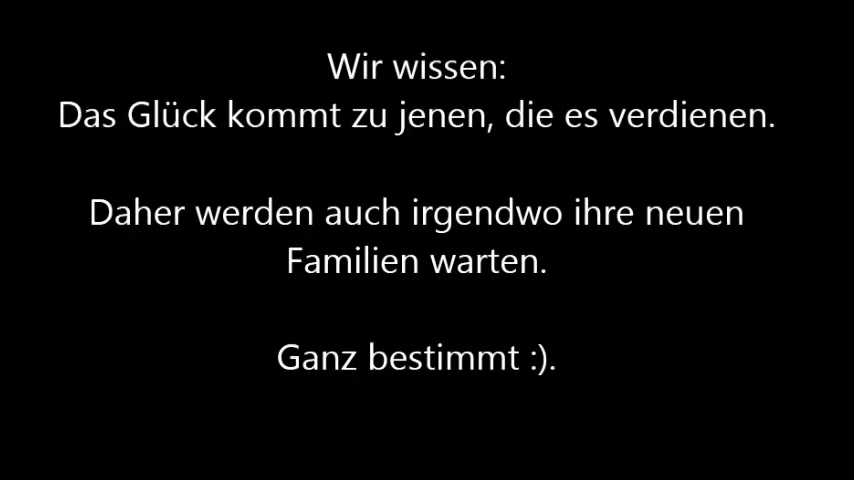 Wir wissen:
Das Glück kommt zu jenen, die es verdienen.
Daher werden auch irgendwo ihre neuen
Familien warten.
Ganz bestimmt :).